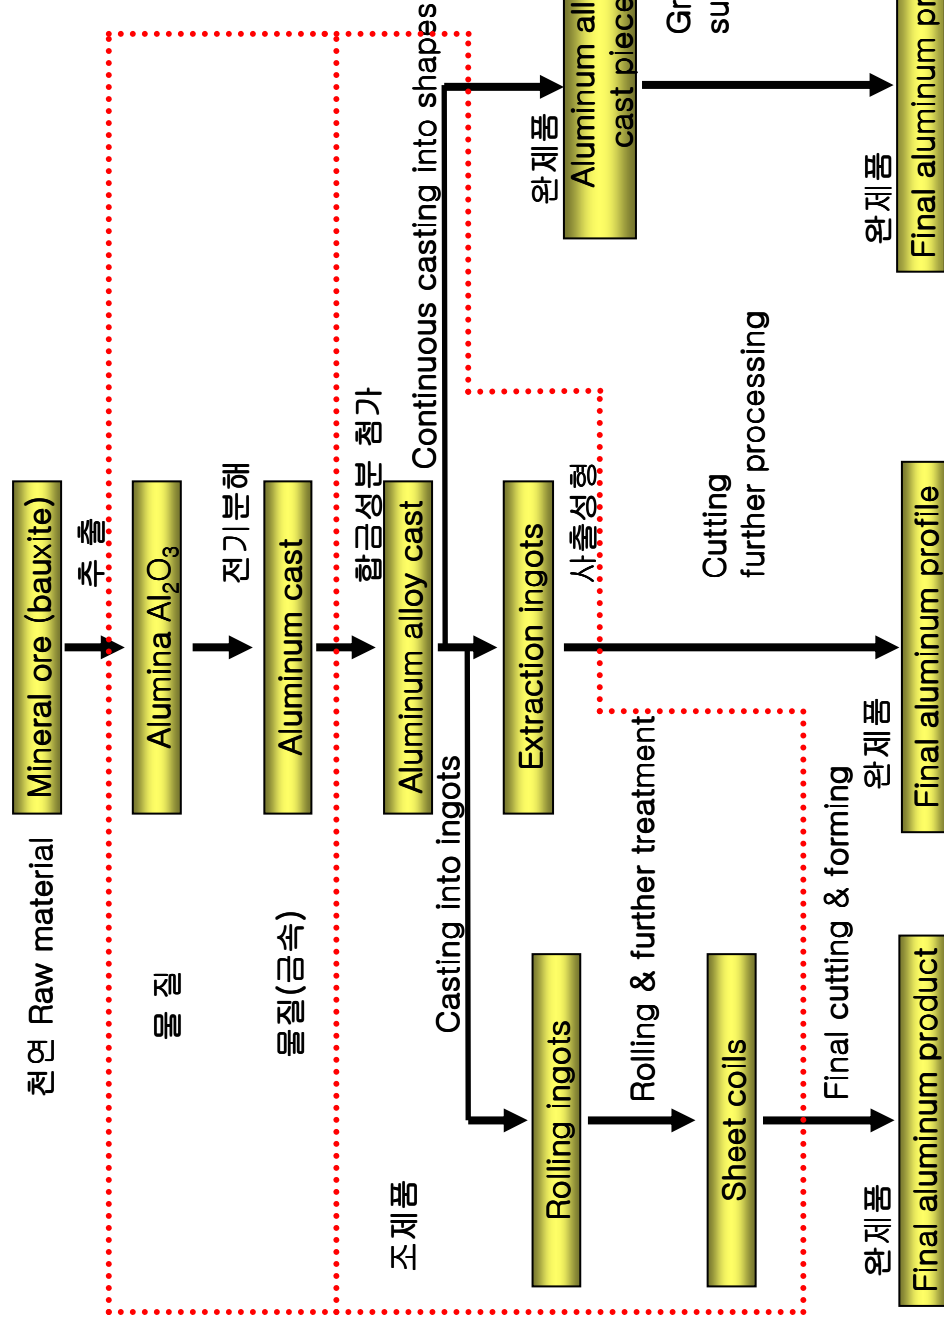 천연 Raw material
Mineral ore (bauxite)
추 출
물 질
Alumina Al₂O₃
전기분해
물질(금속)
Aluminum cast
합금성분 첨가
조제품
Aluminum alloy cast
Continuous casting into shapes
Casting into ingots
Extraction ingots
완제품
Rolling ingots
사출성형
Aluminum
cast
Rolling & further treatment
Cutting
further processing
Sheet coils
Final cutting & forming
완제품
완제품
완제품
Final aluminum product
Final aluminum profile
Final aluminum